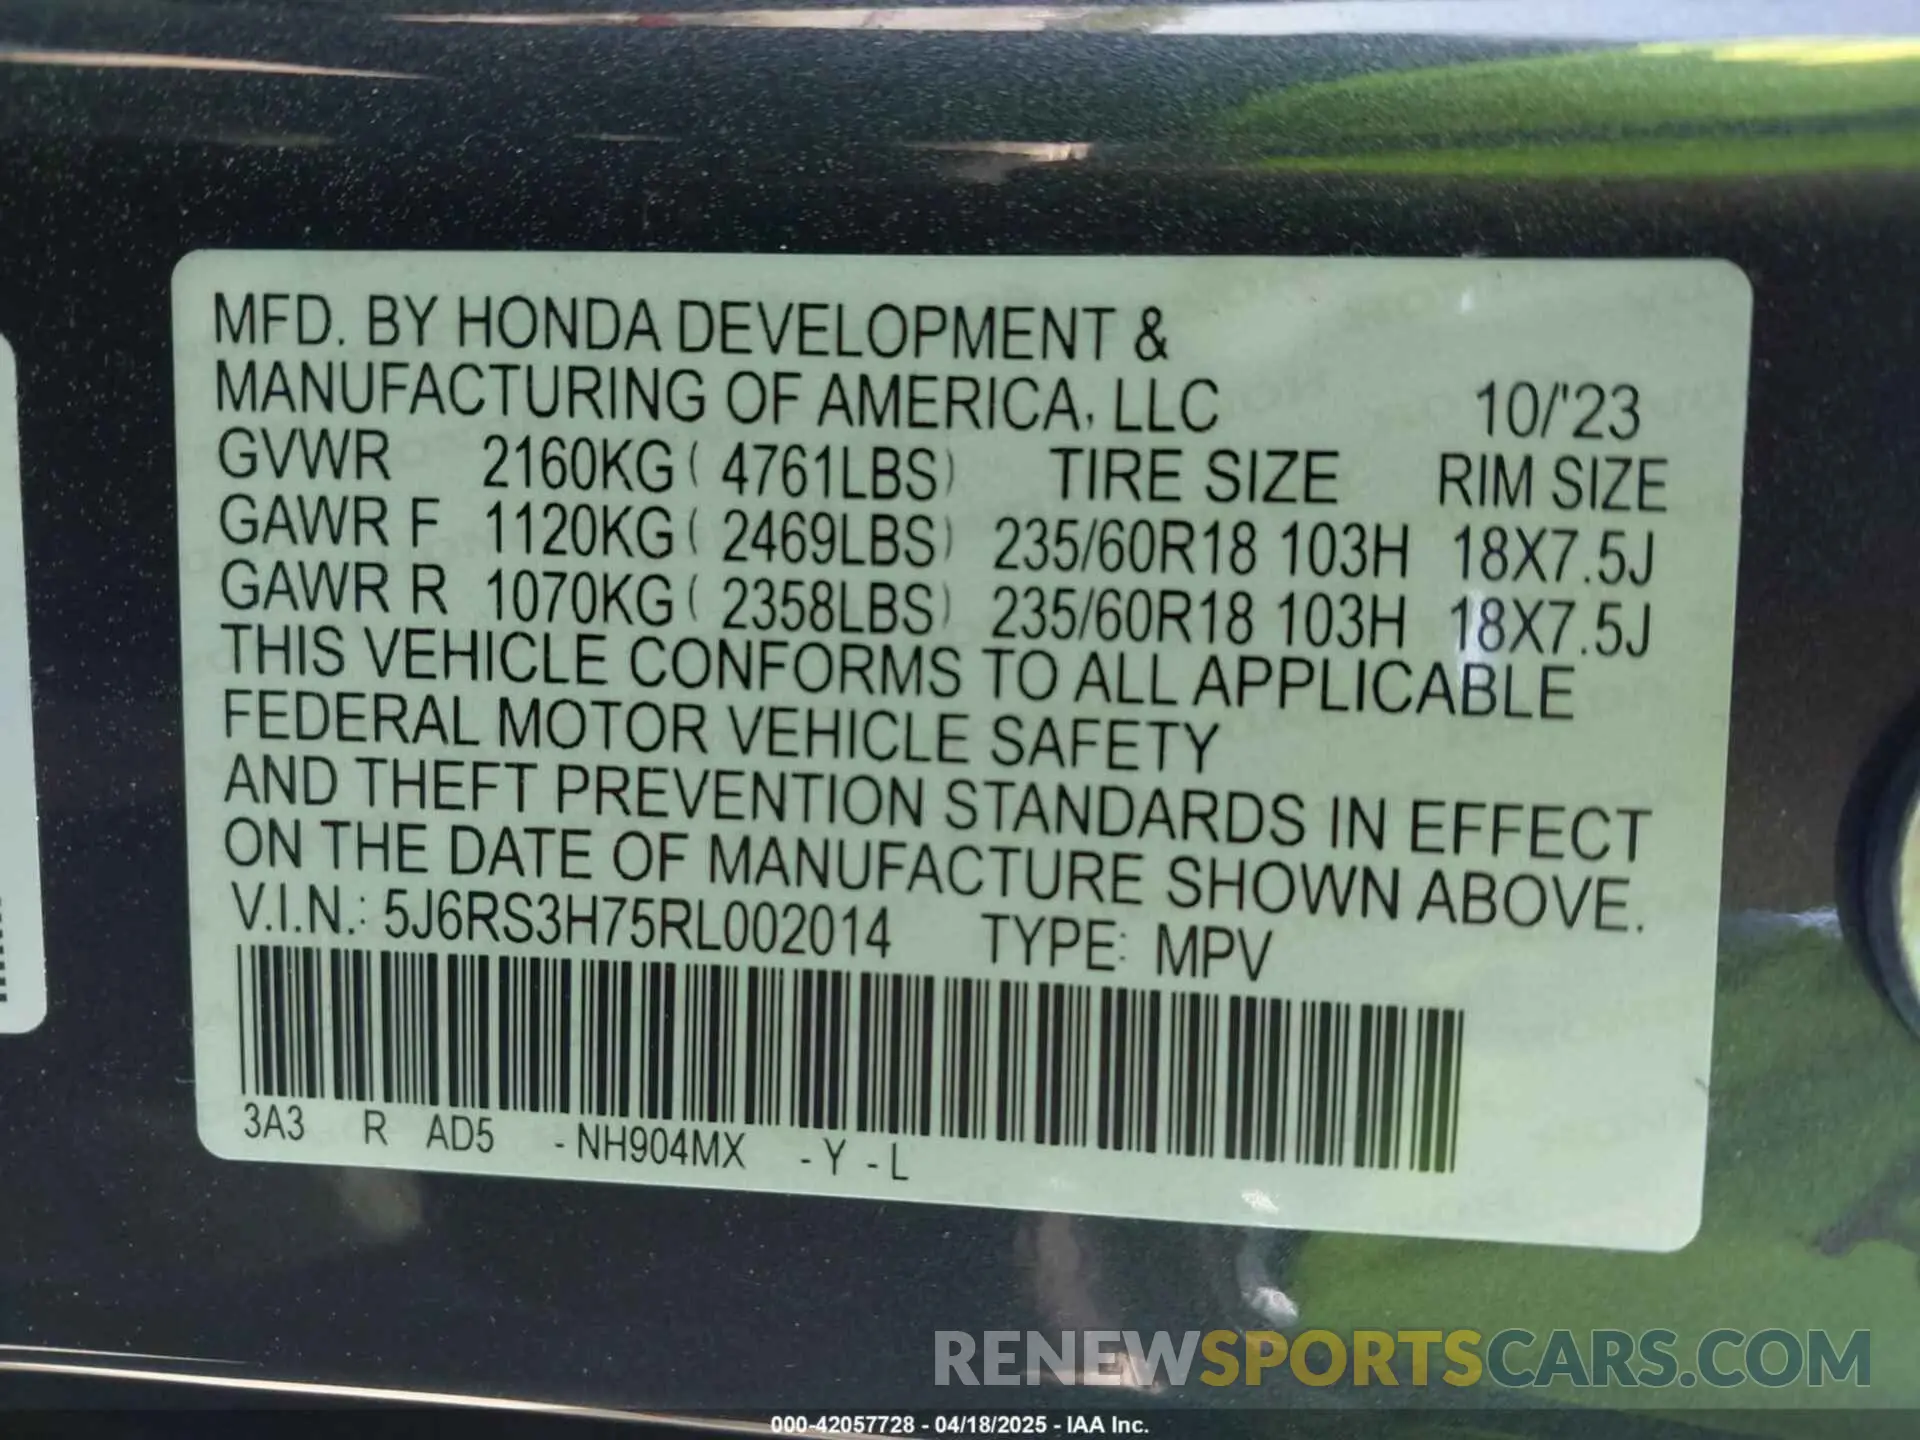 MFD. BY HONDA DEVELOPMENT &
MANUFACTURING OF AMERICA, LLC 10/'23
GVWR 2160KG ( 4761LBS) TIRE SIZE RIM SIZE
GAWR F 1120KG ( 2469LBS) 235/60R18 103H 18X7.5J
GAWR R 1070KG ( 2358LBS) 235/60R18 103H 18X7.5J
THIS VEHICLE CONFORMS TO ALL APPLICABLE
FEDERAL MOTOR VEHICLE SAFETY
AND THEFT PREVENTION STANDARDS IN EFFECT
ON THE DATE OF MANUFACTURE SHOWN ABOVE.
V.I.N.: 5J6RS3H75RL002014 TYPE: MPV
3A3 R AD5 - NH904MX - Y - L
RENEWSPORTSCARS.COM
000-42057728 - 04/18/2025 - IAA Inc.